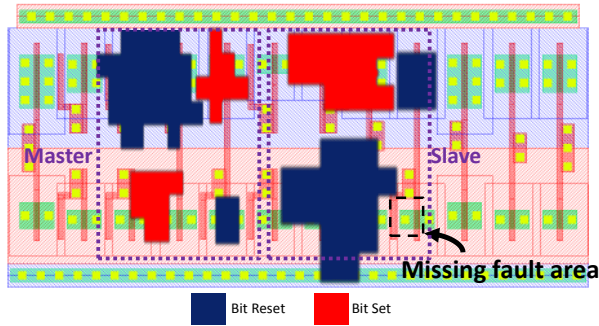 Master
Slave
Missing fault area
Bit Reset
Bit Set